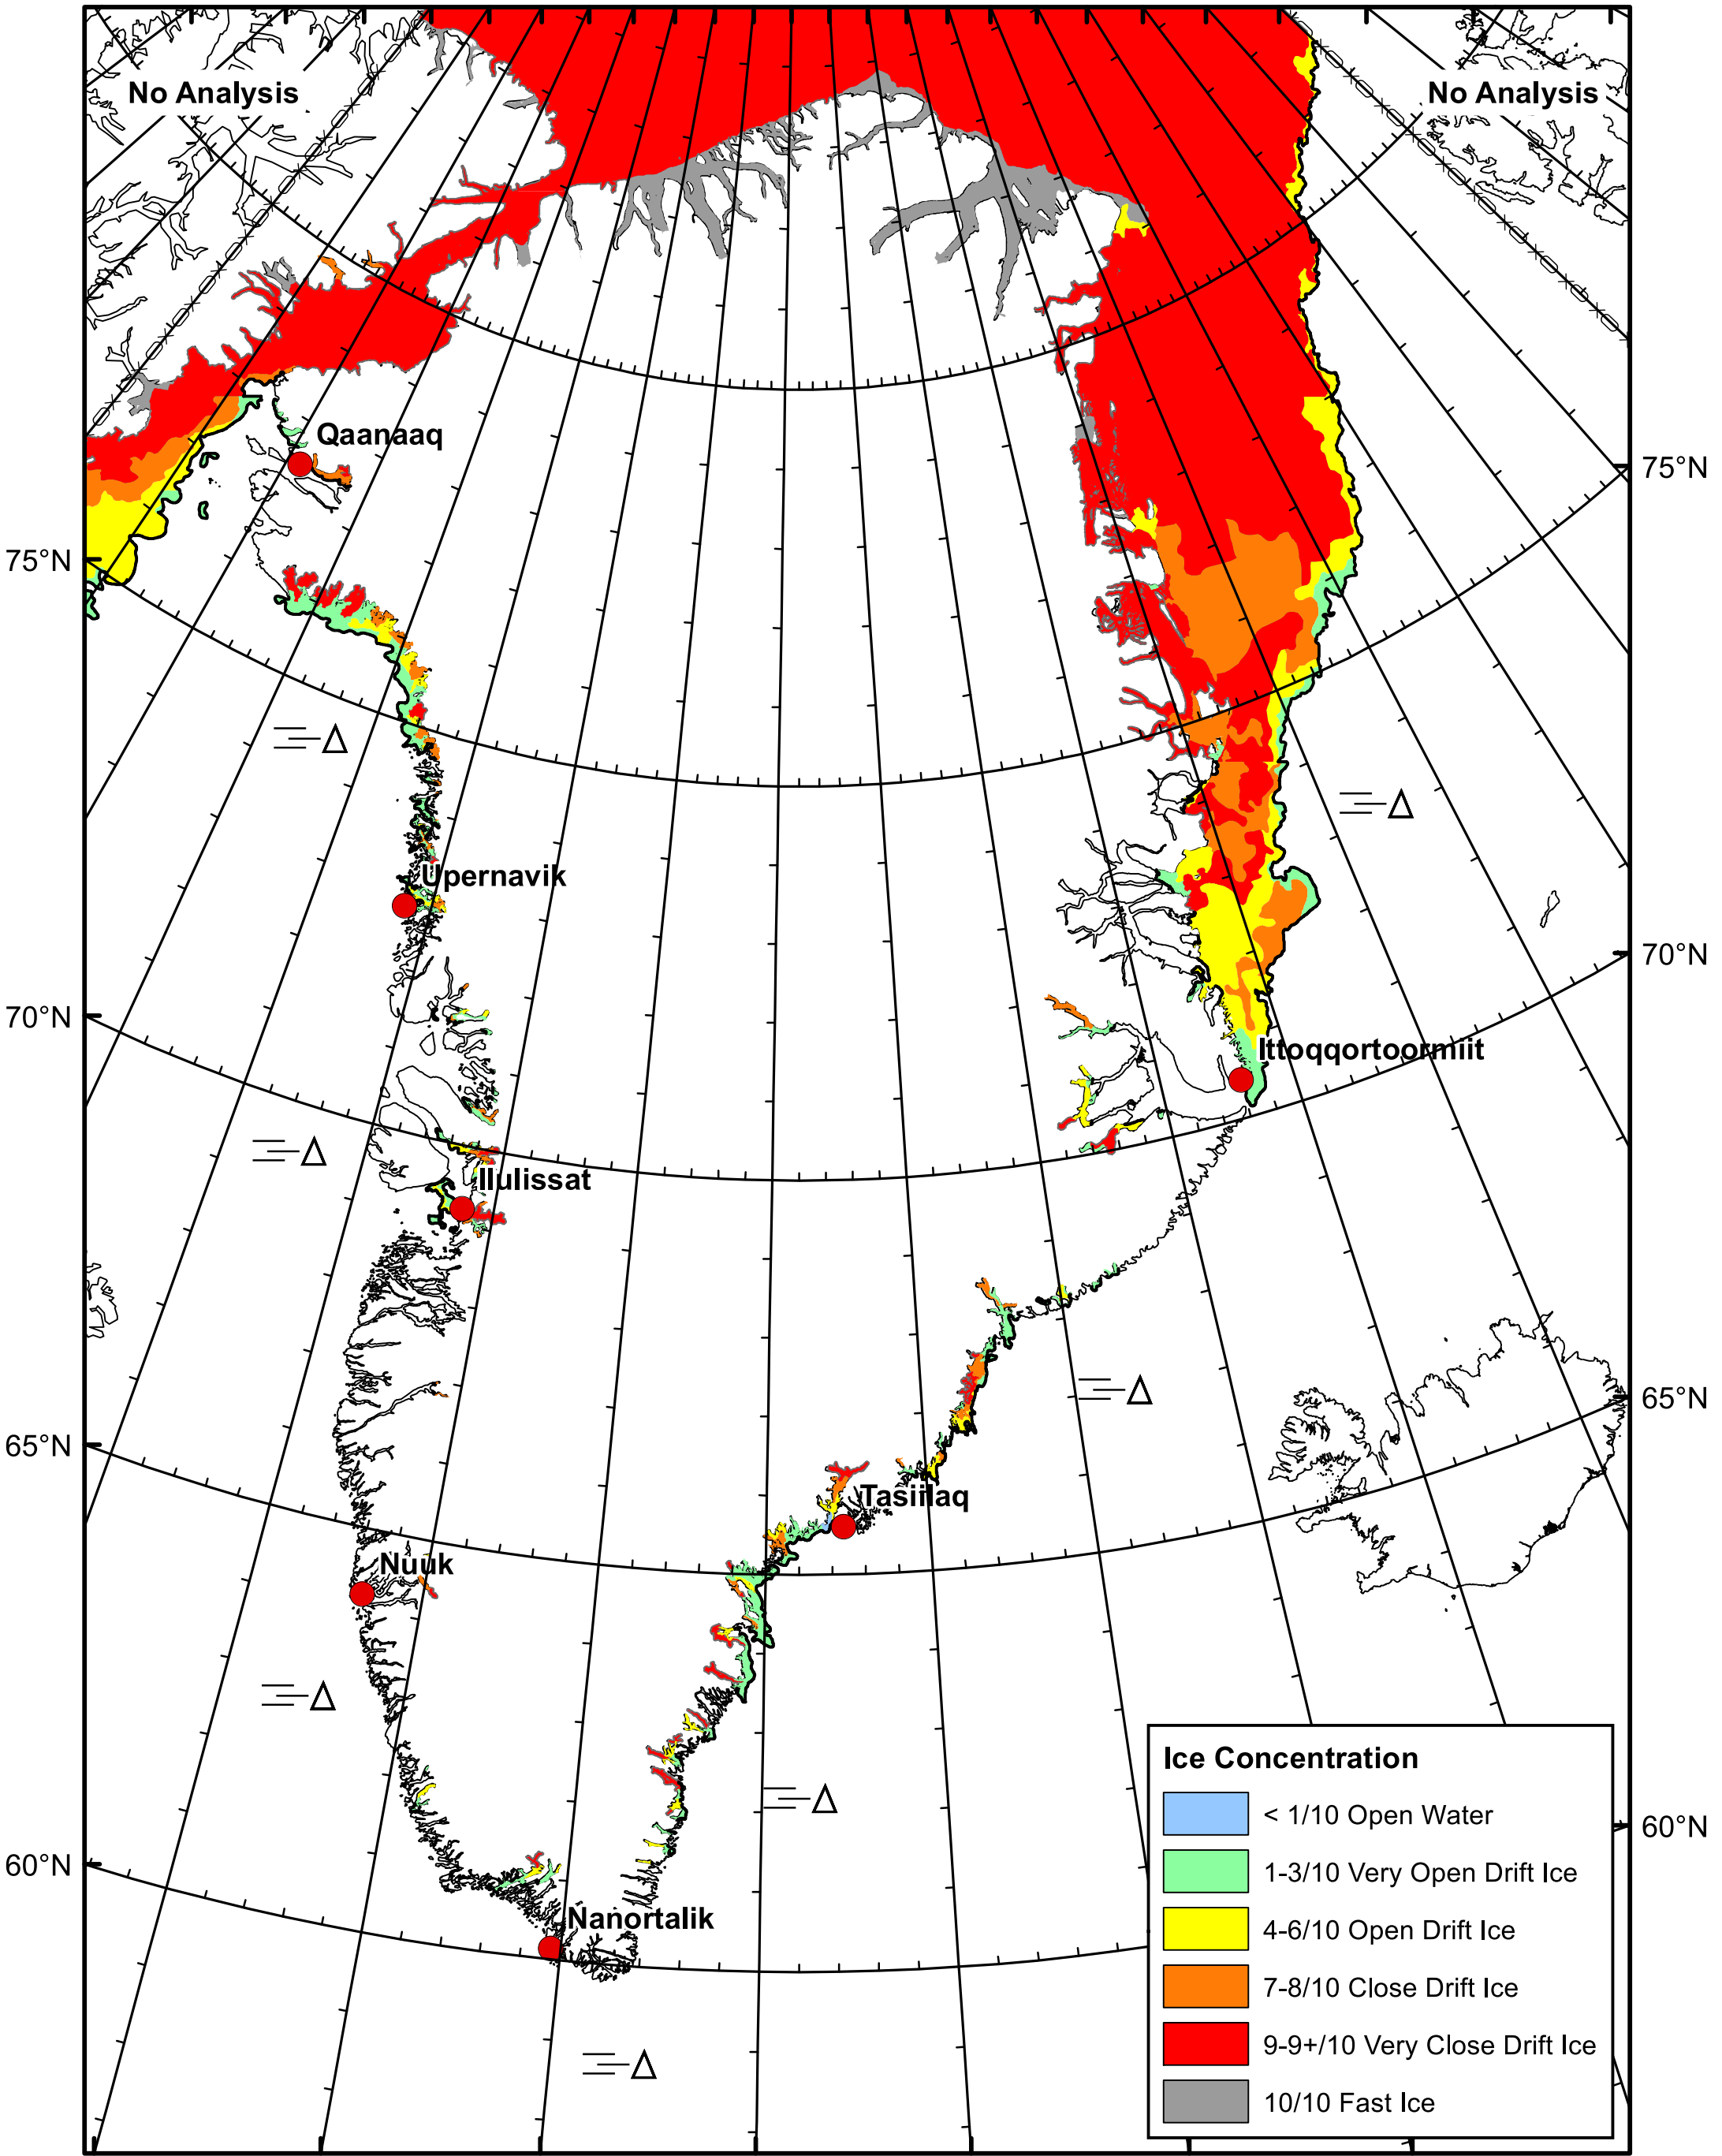 No Analysis
No Analysis
Qaanaaq
75°N
75°N
Upernavik
70°N
70°N
Ittoqqortoormiit
Ilulissat
65°N
65°N
Tasiilaq
Nuuk
60°N
60°N
Nanortalik
Ice Concentration
< 1/10 Open Water
1-3/10 Very Open Drift Ice
4-6/10 Open Drift Ice
7-8/10 Close Drift Ice
9-9+/10 Very Close Drift Ice
10/10 Fast Ice